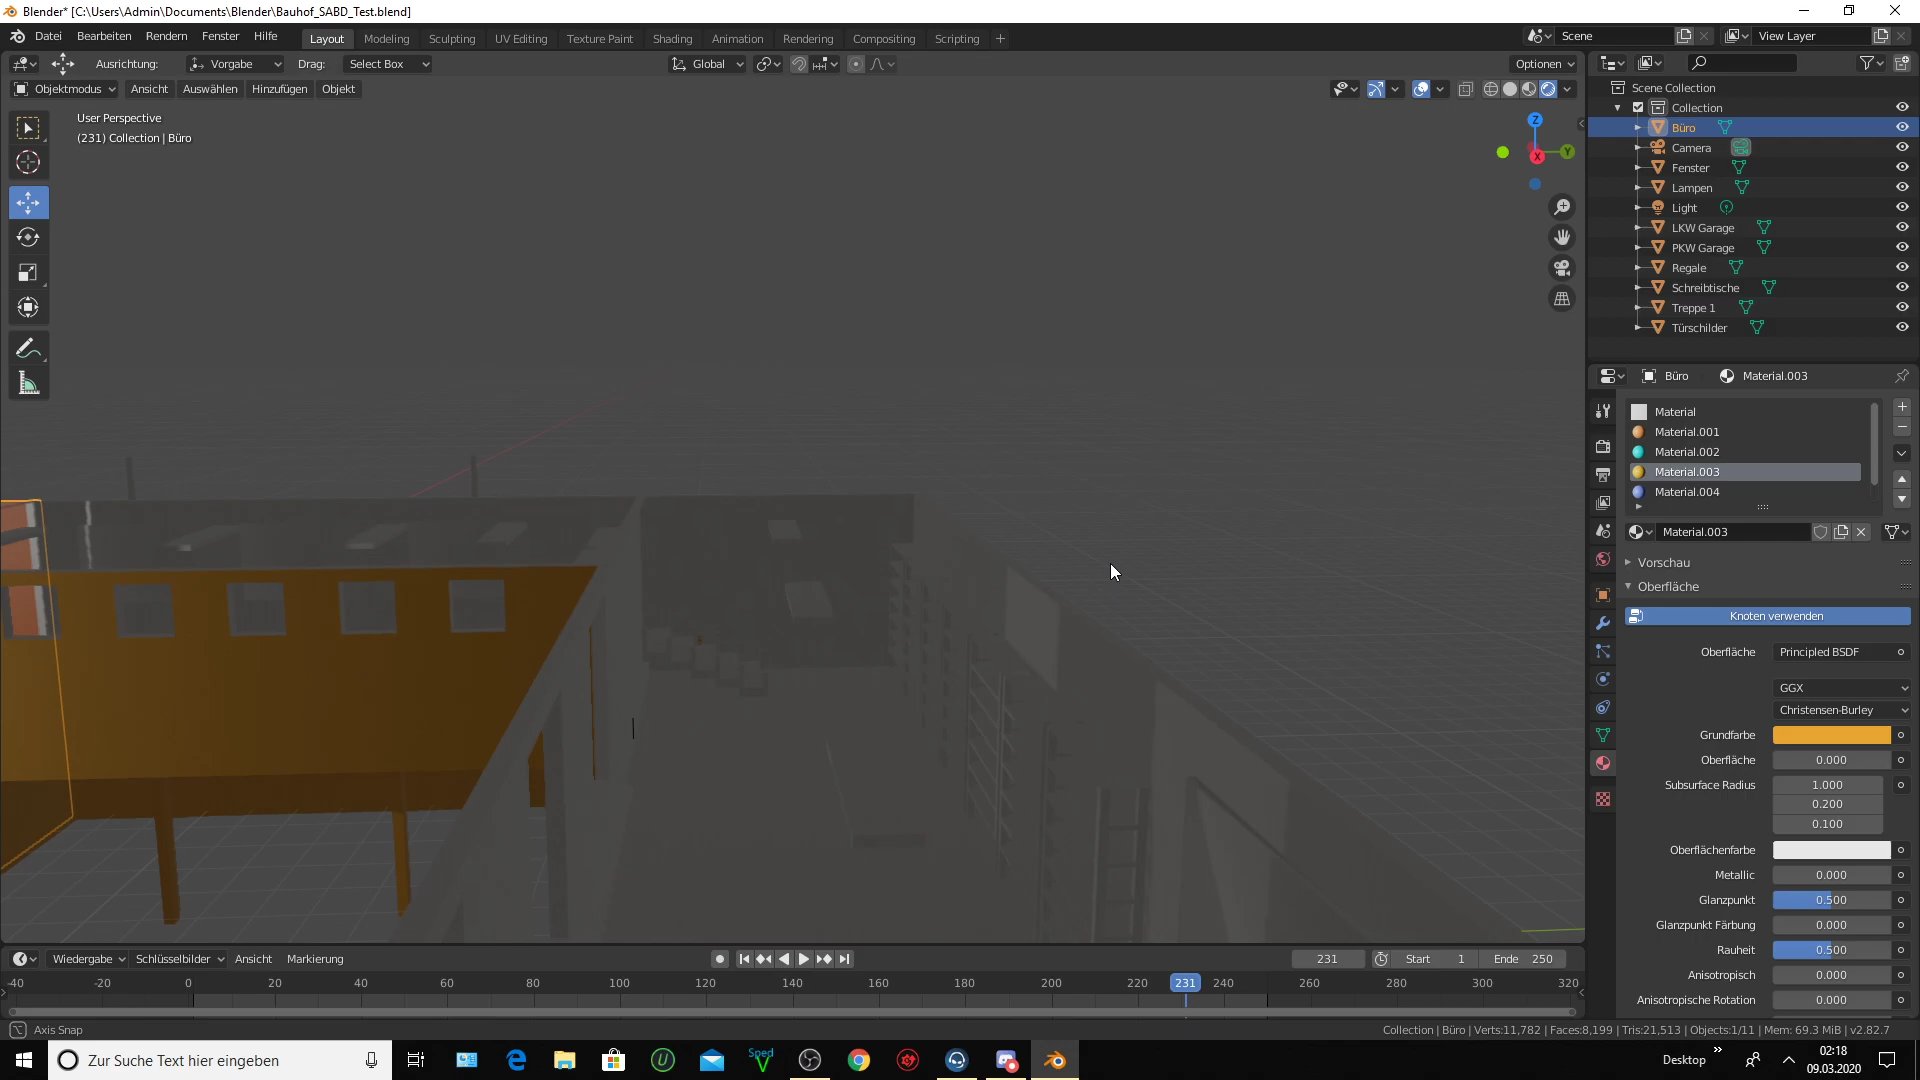 Blender* [C:\Users\Admin\Documents\Blender\Bauhof_SABD_Test.blend]
Datei Bearbeiten Rendern Fenster Hilfe Layout Modeling Sculpting UV Editing Texture Paint Shading Animation Rendering Compositing Scripting + Scene View Layer
Ausrichtung: Vorgabe Drag: Select Box Global Optionen
Objektmodus Ansicht Auswählen Hinzufügen Objekt
User Perspective
(231) Collection | Büro
Z
Y
X
Scene Collection
Collection
Büro
Camera
Fenster
Lampen
Light
LKW Garage
PKW Garage
Regale
Schreibtische
Treppe 1
Türschilder
Büro Material.003
Material
Material.001
Material.002
Material.003
Material.004
Material.003
Vorschau
Oberfläche
Knoten verwenden
Oberfläche Principled BSDF
GGX
Christensen-Burley
Grundfarbe
Oberfläche 0.000
Subsurface Radius 1.000
0.200
0.100
Oberflächenfarbe
Metallic 0.000
Glanzpunkt 0.500
Glanzpunkt Färbung 0.000
Rauheit 0.500
Anisotropisch 0.000
Anisotropische Rotation 0.000
Wiedergabe Schlüsselbilder Ansicht Markierung 231 Start 1 Ende 250
-40 -20 0 20 40 60 80 100 120 140 160 180 200 220 231 240 260 280 300 320
Axis Snap Collection | Büro | Verts:11,782 | Faces:8,199 | Tris:21,513 | Objects:1/11 | Mem: 69.3 MiB | v2.82.7
Zur Suche Text hier eingeben Sped V Desktop » 02:18
09.03.2020